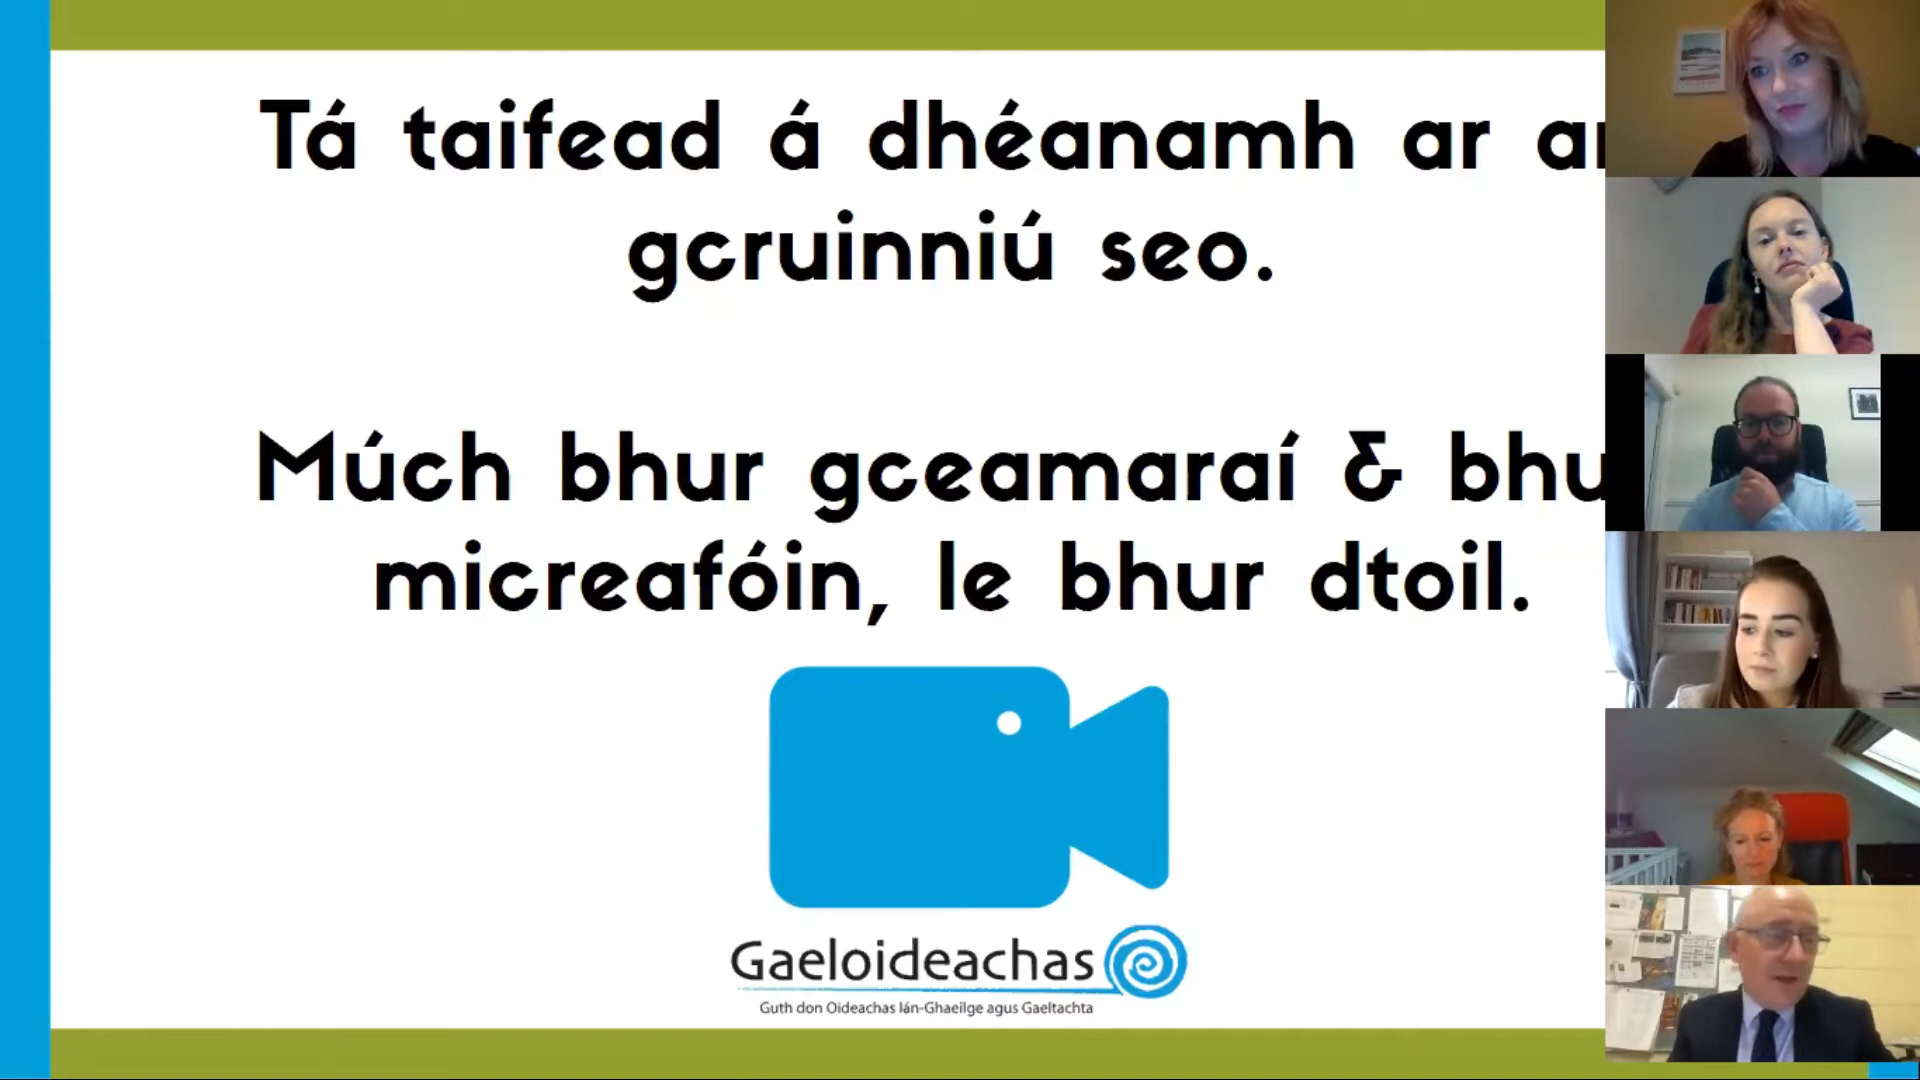 Tá taifead á dhéanamh ar
gcruinniú seo.
Múch bhur gceamaraí &
micreafóin, le bhur dtoil.
Gaeloideachas
Guth don Oideachas lán-Ghaeilge agus Gaeltachta